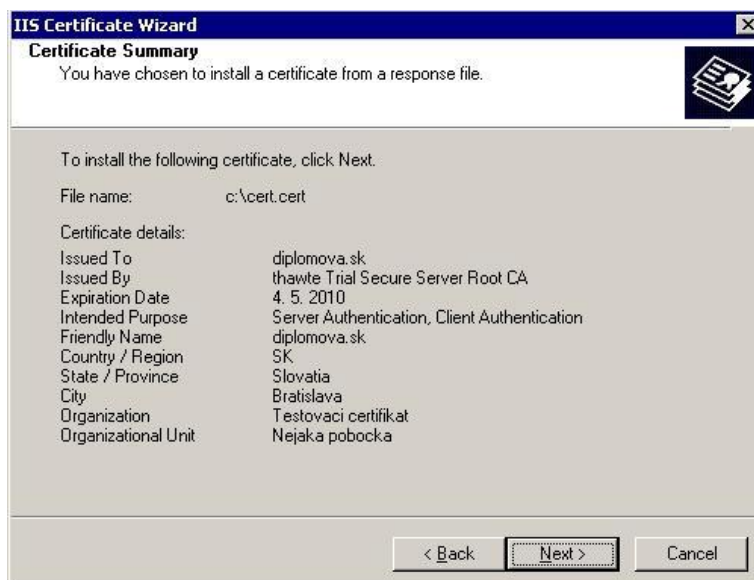 IIS Certificate Wizard
Certificate Summary
You have chosen to install a certificate from a response file.
To install the following certificate, click Next.
File name: c:\cert.cert
Certificate details:
Issued To diplomova.sk
Issued By thawte Trial Secure Server Root CA
Expiration Date 4. 5. 2010
Intended Purpose Server Authentication, Client Authentication
Friendly Name diplomova.sk
Country / Region SK
State / Province Slovatia
City Bratislava
Organization Testovaci certifikat
Organizational Unit Nejaka pobocka
< Back Next > Cancel